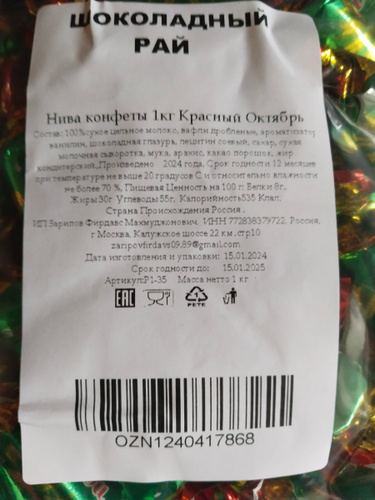 ШОКОЛАДНЫЙ
РАЙ
Нива конфеты 1кг Красный Октябрь
Состав: 100%сухое цельное молоко, вафли дробленые, ароматизатор
ванилин, шоколадная глазурь, лецитин соевый, сахар, сухая
молочная сыворотка, мука, арахис, какао порошок, жир
кондитерский.,Произведено 2024 года. Срок годности 12 месяцев
при температуре не выше 20 градусов С и относительно влажности
не более 70 %, Пищевая Ценность на 100 г: Белки 8г.,
Жиры 30г. Углеводы 55г., Калорийность535 Ккал;
Страна Происхождения Россия .
ИП Зарипов Фирдавс Махмуджонович. ИНН 772838379722. Россия,
г Москва, Калужское шоссе 22 км.,стр10
zaripovfirdavs09.89@gmail.com
Дата изготовления и упаковки: 15.01.2024
Срок годности до: 15.01.2025
Артикул:Р1-35 Масса нетто 1 кг
EAC
1
PETE
OZN1240417868